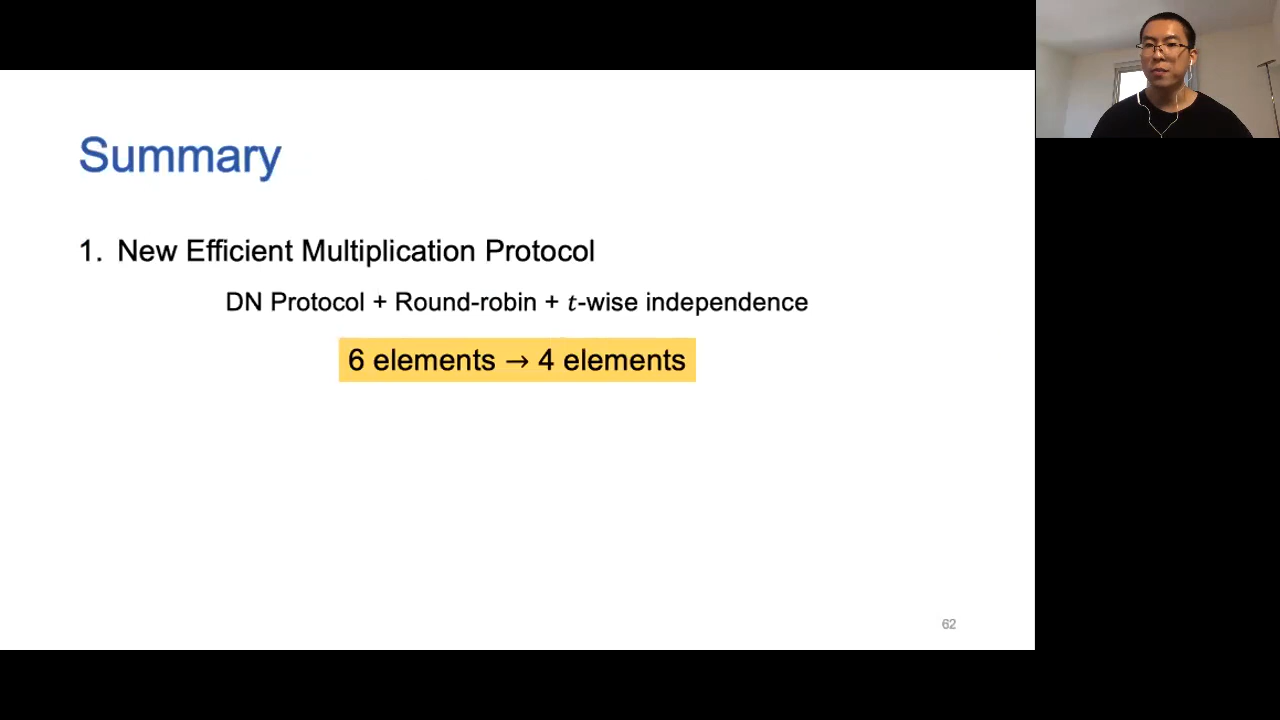 Summary
1. New Efficient Multiplication Protocol
DN Protocol + Round-robin + t-wise independence
6 elements → 4 elements
62